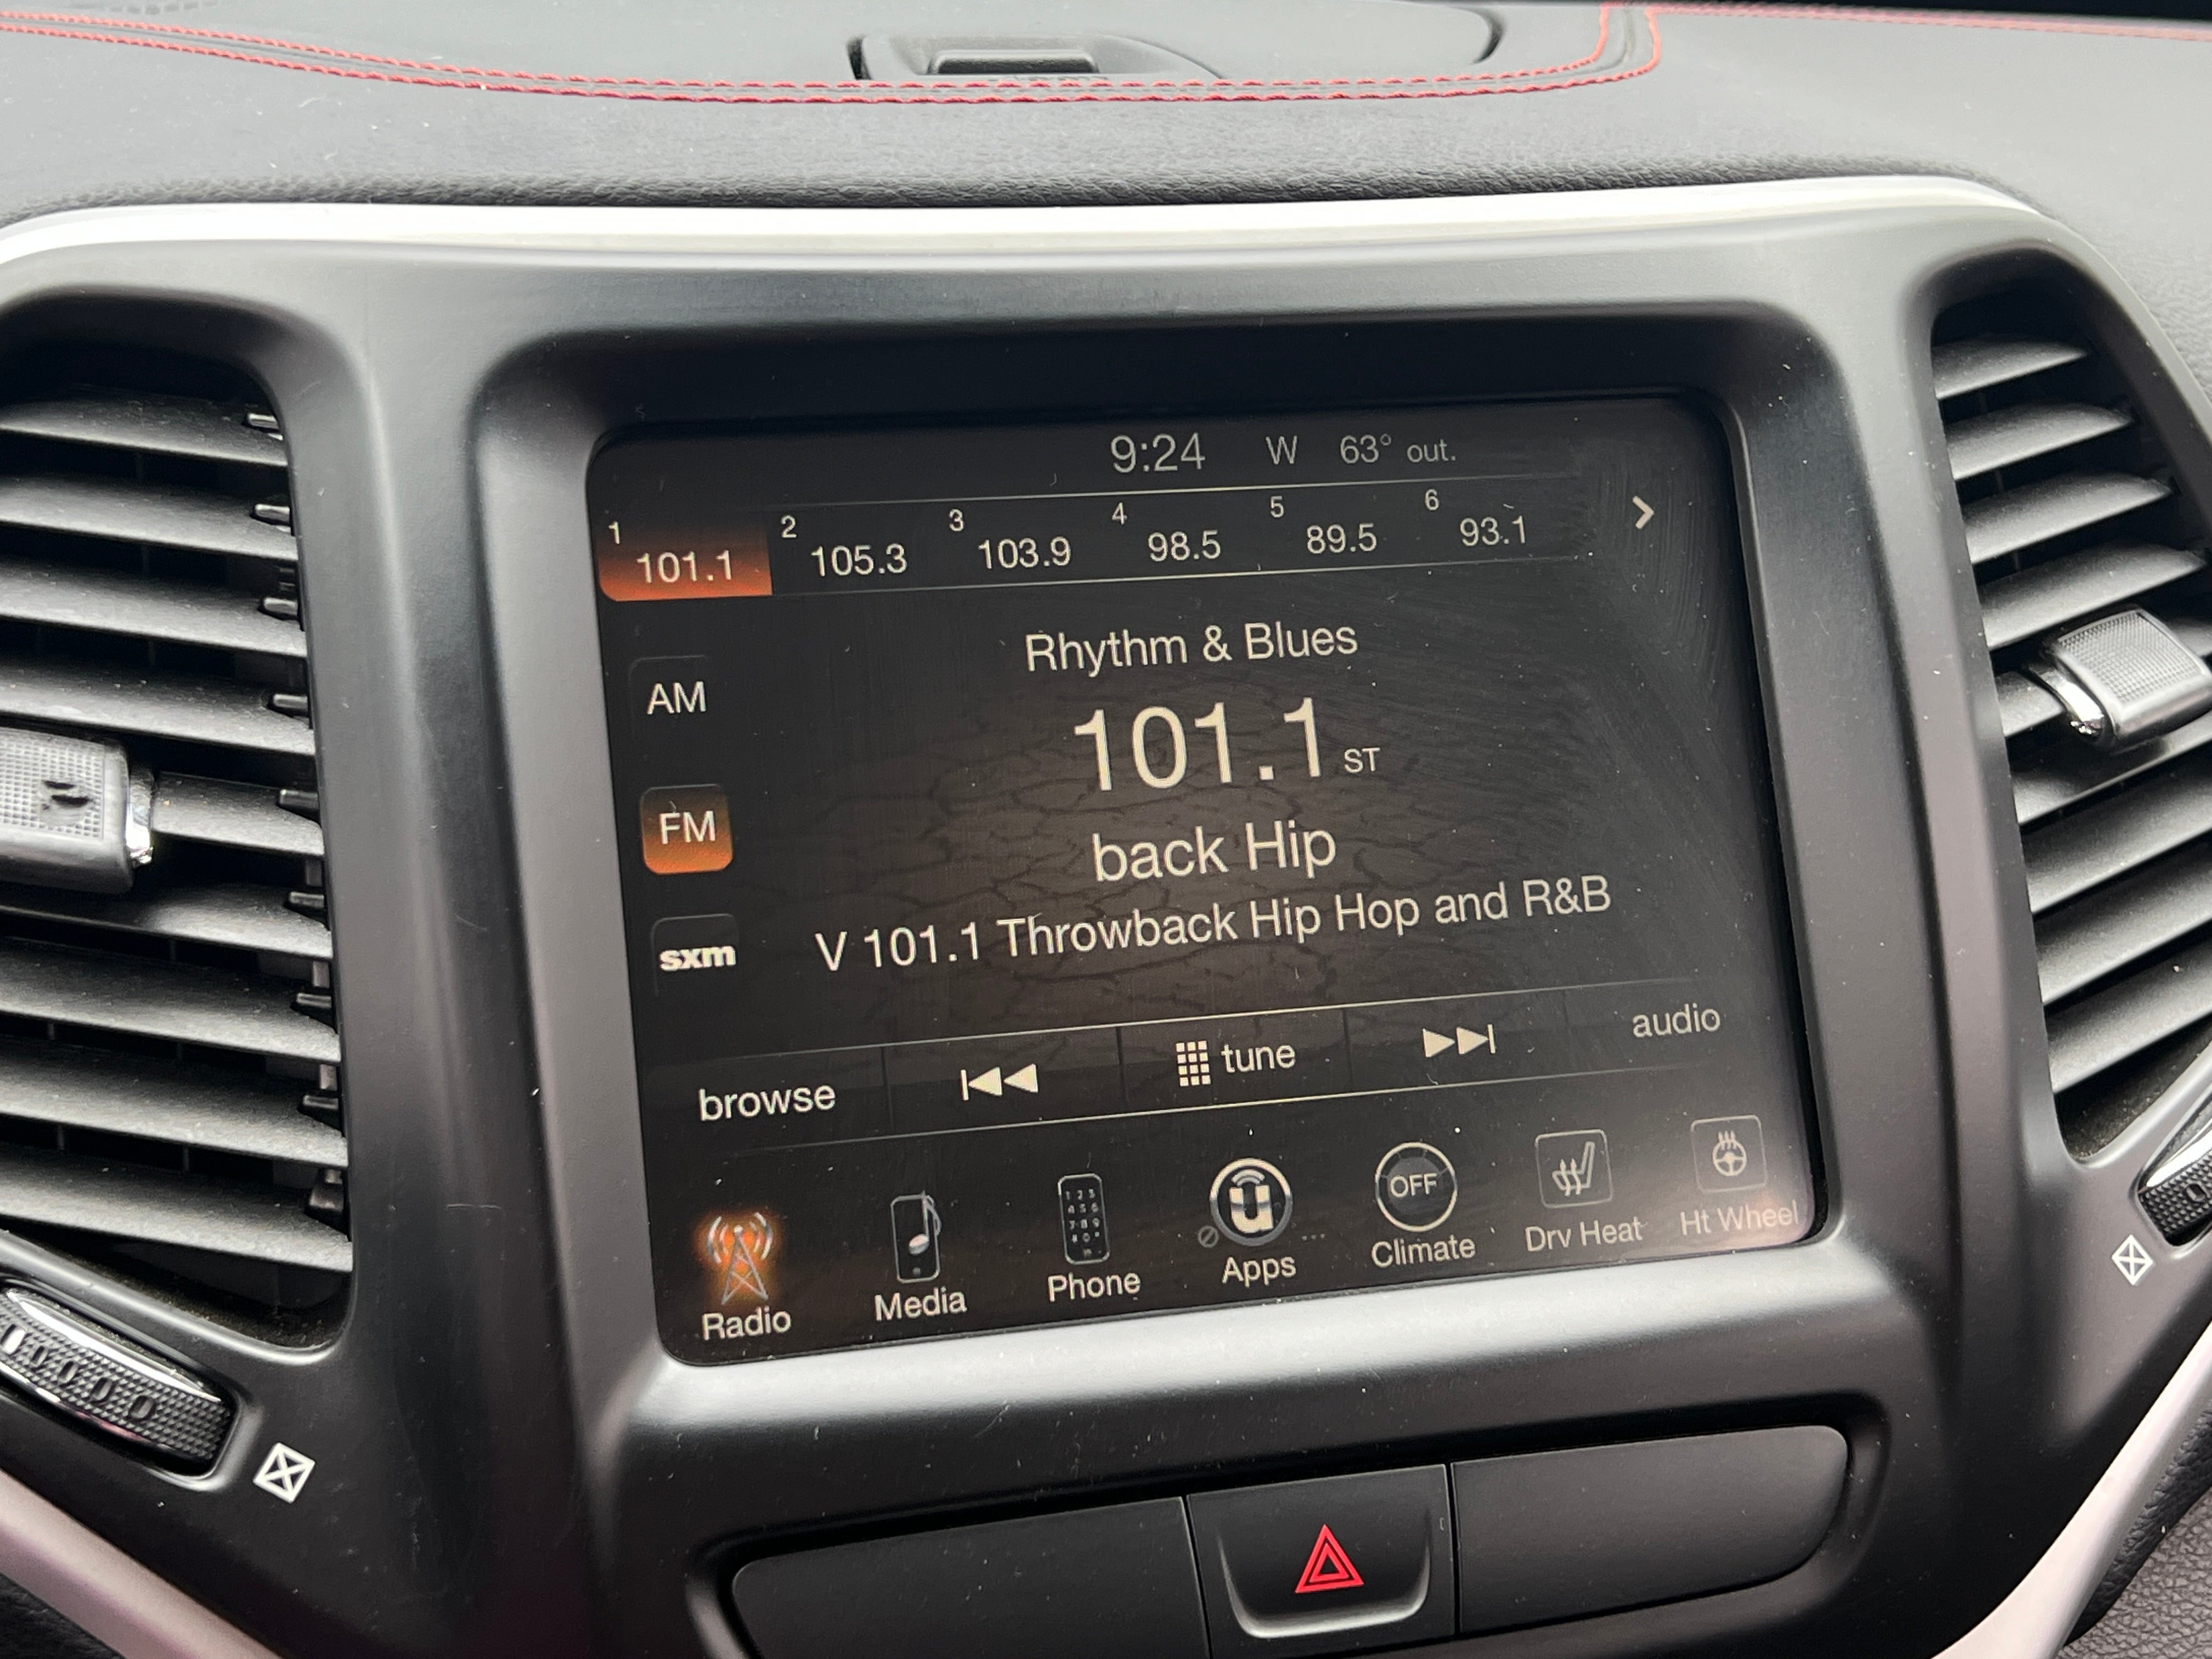 9:24 W 63° out.
1 2 3 4 5 6
101.1 105.3 103.9 98.5 89.5 93.1
Rhythm & Blues
AM
101.1 ST
FM
back Hip
sxm
V 101.1 Throwback Hip Hop and R&B
browse tune audio
OFF
Radio Media Phone Apps Climate Drv Heat Ht Wheel